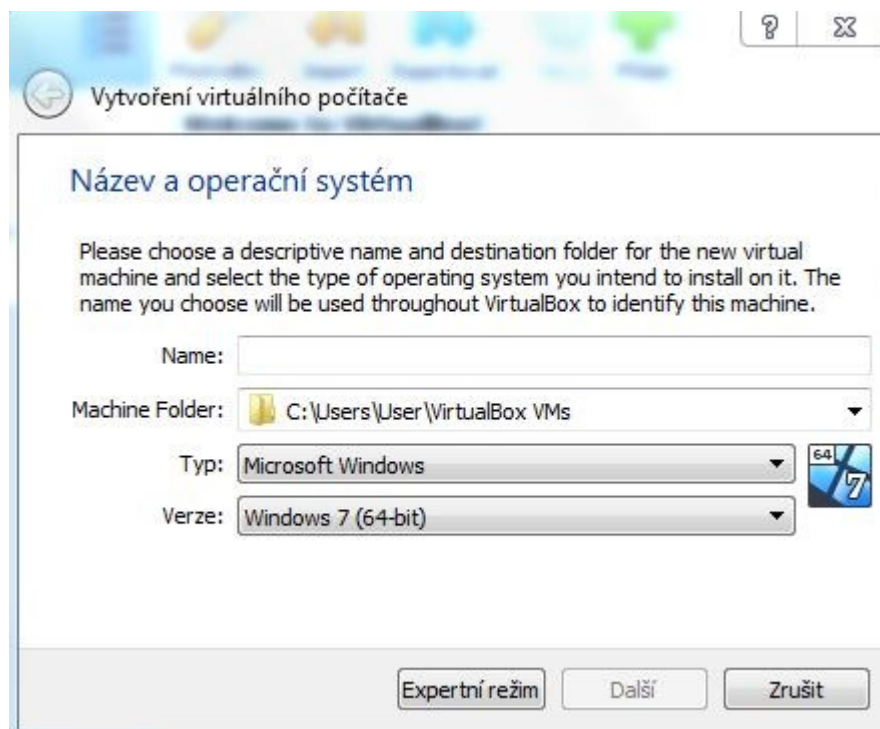 Vytvoření virtuálního počítače
Welcome to VirtualBox!
Název a operační systém
Please choose a descriptive name and destination folder for the new virtual
machine and select the type of operating system you intend to install on it. The
name you choose will be used throughout VirtualBox to identify this machine.
Name:
Machine Folder: C:\Users\User\VirtualBox VMs
Typ: Microsoft Windows
64
7
Verze: Windows 7 (64-bit)
Expertní režim Další Zrušit